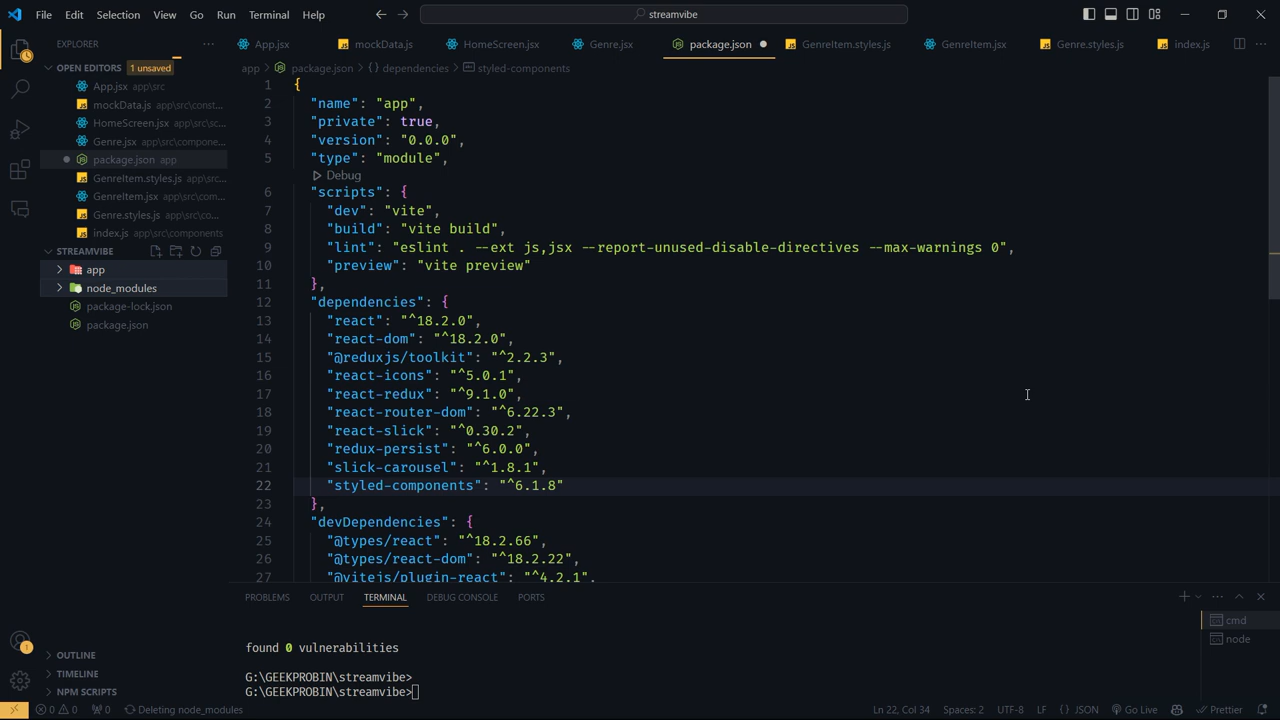 File Edit Selection View Go Run Terminal Help
streamvibe
EXPLORER
App.jsx mockData.js HomeScreen.jsx Genre.jsx package.json GenreItem.styles.js GenreItem.jsx Genre.styles.js index.js
OPEN EDITORS 1 unsaved
App.jsx app\src
mockData.js app\src\const...
HomeScreen.jsx app\src\sc...
Genre.jsx app\src\compone...
package.json app
GenreItem.styles.js app\src...
GenreItem.jsx app\src\com...
Genre.styles.js app\src\co...
index.js app\src\components
STREAMVIBE
app
node_modules
package-lock.json
package.json
OUTLINE
TIMELINE
NPM SCRIPTS
app > package.json > {} dependencies > styled-components
1 {
2 "name": "app",
3 "private": true,
4 "version": "0.0.0",
5 "type": "module",
Debug
6 "scripts": {
7 "dev": "vite",
8 "build": "vite build",
9 "lint": "eslint . --ext js,jsx --report-unused-disable-directives --max-warnings 0",
10 "preview": "vite preview"
11 },
12 "dependencies": {
13 "react": "^18.2.0",
14 "react-dom": "^18.2.0",
15 "@reduxjs/toolkit": "^2.2.3",
16 "react-icons": "^5.0.1",
17 "react-redux": "^9.1.0",
18 "react-router-dom": "^6.22.3",
19 "react-slick": "^0.30.2",
20 "redux-persist": "^6.0.0",
21 "slick-carousel": "^1.8.1",
22 "styled-components": "^6.1.8"
23 },
24 "devDependencies": {
25 "@types/react": "^18.2.66",
26 "@types/react-dom": "^18.2.22",
27 "@vitejs/plugin-react": "^4.2.1",
PROBLEMS OUTPUT TERMINAL DEBUG CONSOLE PORTS
found 0 vulnerabilities
G:\GEEKPROBIN\streamvibe>
G:\GEEKPROBIN\streamvibe>
cmd
node
1
0 0 0 Deleting node_modules Ln 22, Col 34 Spaces: 2 UTF-8 LF {} JSON Go Live Prettier